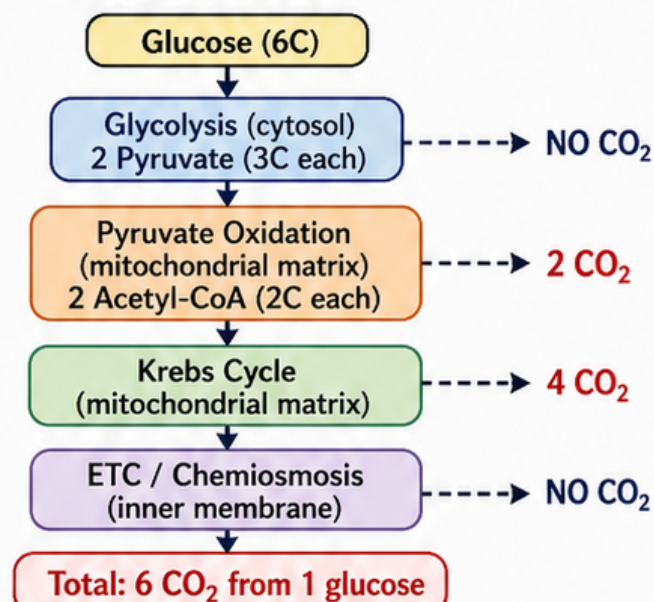 Glucose (6C)
Glycolysis (cytosol)
2 Pyruvate (3C each)
NO CO₂
Pyruvate Oxidation
(mitochondrial matrix)
2 Acetyl-CoA (2C each)
2 CO₂
Krebs Cycle
(mitochondrial matrix)
4 CO₂
ETC / Chemiosmosis
(inner membrane)
NO CO₂
Total: 6 CO₂ from 1 glucose